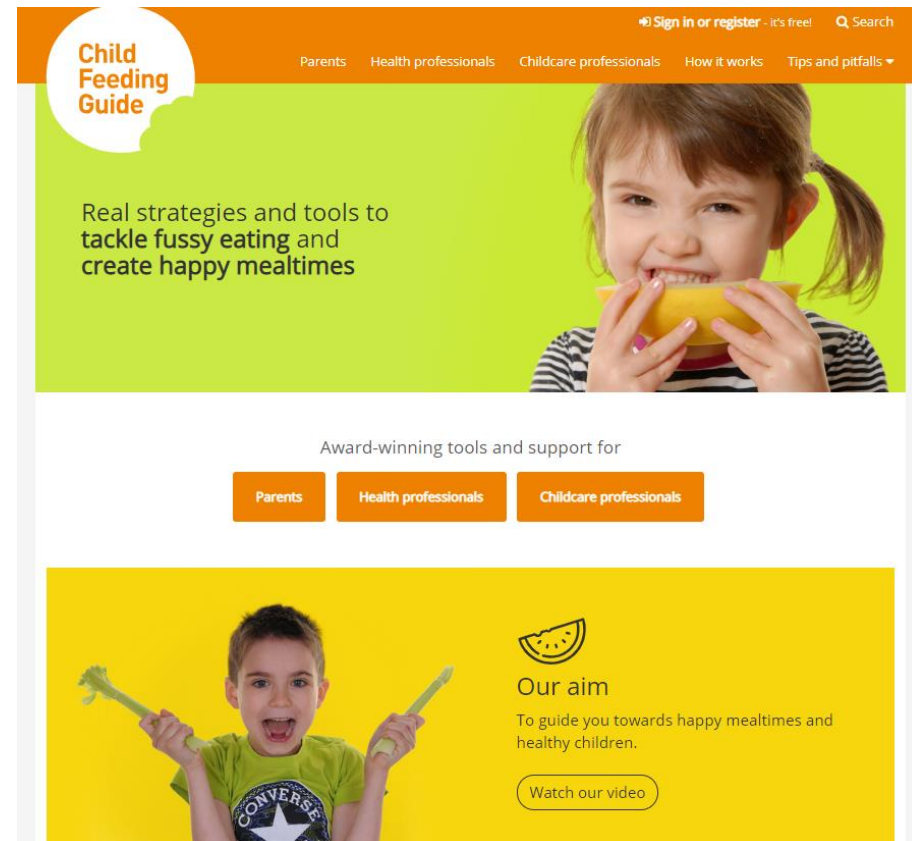 Sign in or register - it's free! Search
Child
Feeding
Guide
Parents Health professionals Childcare professionals How it works Tips and pitfalls
Real strategies and tools to
tackle fussy eating and
create happy mealtimes
Award-winning tools and support for
Parents Health professionals Childcare professionals
Our aim
To guide you towards happy mealtimes and
healthy children.
Watch our video
CONVERSE